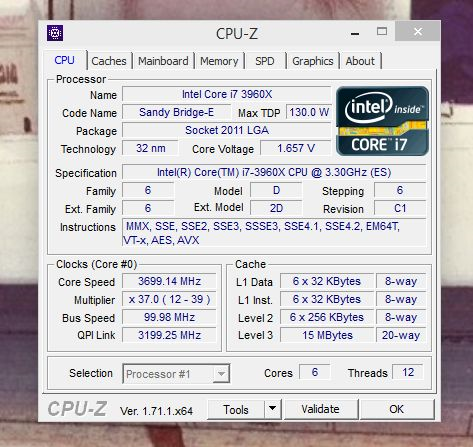 CPU-Z
CPU Caches Mainboard Memory SPD Graphics About
Processor
Name Intel Core i7 3960X
Code Name Sandy Bridge-E Max TDP 130.0 W
Package Socket 2011 LGA
Technology 32 nm Core Voltage 1.657 V
intel inside™
CORE i7
Specification Intel(R) Core(TM) i7-3960X CPU @ 3.30GHz (ES)
Family 6 Model D Stepping 6
Ext. Family 6 Ext. Model 2D Revision C1
Instructions MMX, SSE, SSE2, SSE3, SSSE3, SSE4.1, SSE4.2, EM64T,
VT-x, AES, AVX
Clocks (Core #0) Cache
Core Speed 3699.14 MHz L1 Data 6 x 32 KBytes 8-way
Multiplier x 37.0 ( 12 - 39 ) L1 Inst. 6 x 32 KBytes 8-way
Bus Speed 99.98 MHz Level 2 6 x 256 KBytes 8-way
QPI Link 3199.25 MHz Level 3 15 MBytes 20-way
Selection Processor #1 Cores 6 Threads 12
CPU-Z Ver. 1.71.1.x64 Tools Validate OK